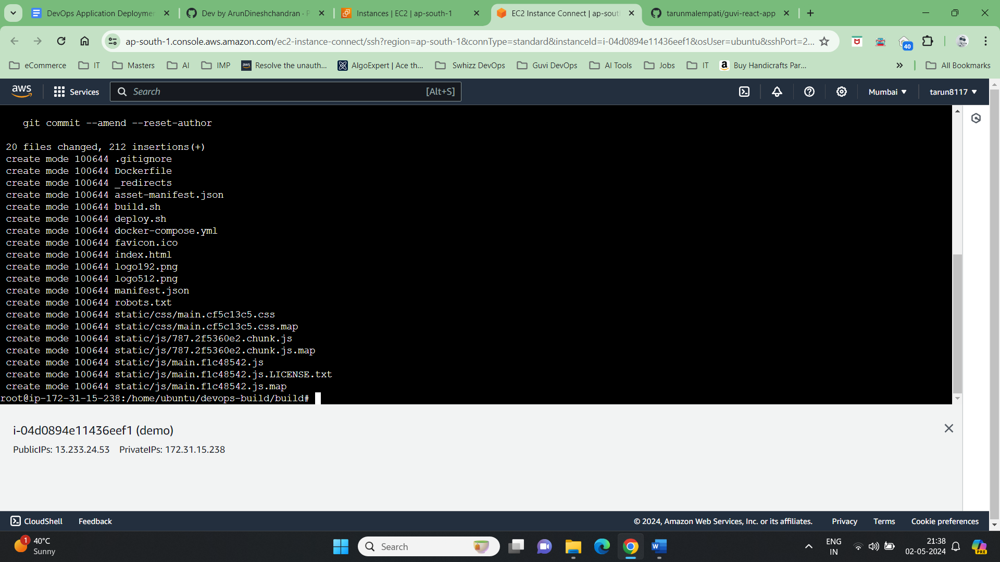 DevOps Application Deploymer
Dev by ArunDineshchandran · P
Instances | EC2 | ap-south-1
EC2 Instance Connect | ap-sout
tarunmalempati/guvi-react-app
ap-south-1.console.aws.amazon.com/ec2-instance-connect/ssh?region=ap-south-1&connType=standard&instanceId=i-04d0894e11436eef1&osUser=ubuntu&sshPort=2...
40
eCommerce
IT
Masters
AI
IMP
aws Resolve the unauth...
AlgoExpert | Ace th...
Swhizz DevOps
Guvi DevOps
AI Tools
Jobs
IT
a Buy Handicrafts Par...
»
All Bookmarks
aws
Services
Search
[Alt+S]
Mumbai
tarun8117
git commit --amend --reset-author
20 files changed, 212 insertions(+)
create mode 100644 .gitignore
create mode 100644 Dockerfile
create mode 100644 _redirects
create mode 100644 asset-manifest.json
create mode 100644 build.sh
create mode 100644 deploy.sh
create mode 100644 docker-compose.yml
create mode 100644 favicon.ico
create mode 100644 index.html
create mode 100644 logo192.png
create mode 100644 logo512.png
create mode 100644 manifest.json
create mode 100644 robots.txt
create mode 100644 static/css/main.cf5c13c5.css
create mode 100644 static/css/main.cf5c13c5.css.map
create mode 100644 static/js/787.2f5360e2.chunk.js
create mode 100644 static/js/787.2f5360e2.chunk.js.map
create mode 100644 static/js/main.f1c48542.js
create mode 100644 static/js/main.f1c48542.js.LICENSE.txt
create mode 100644 static/js/main.f1c48542.js.map
root@ip-172-31-15-238:/home/ubuntu/devops-build/build#
i-04d0894e11436eef1 (demo)
PublicIPs: 13.233.24.53 PrivateIPs: 172.31.15.238
CloudShell
Feedback
© 2024, Amazon Web Services, Inc. or its affiliates.
Privacy
Terms
Cookie preferences
1
40°C
Sunny
Search
W
ENG
IN
21:38
02-05-2024
PRE